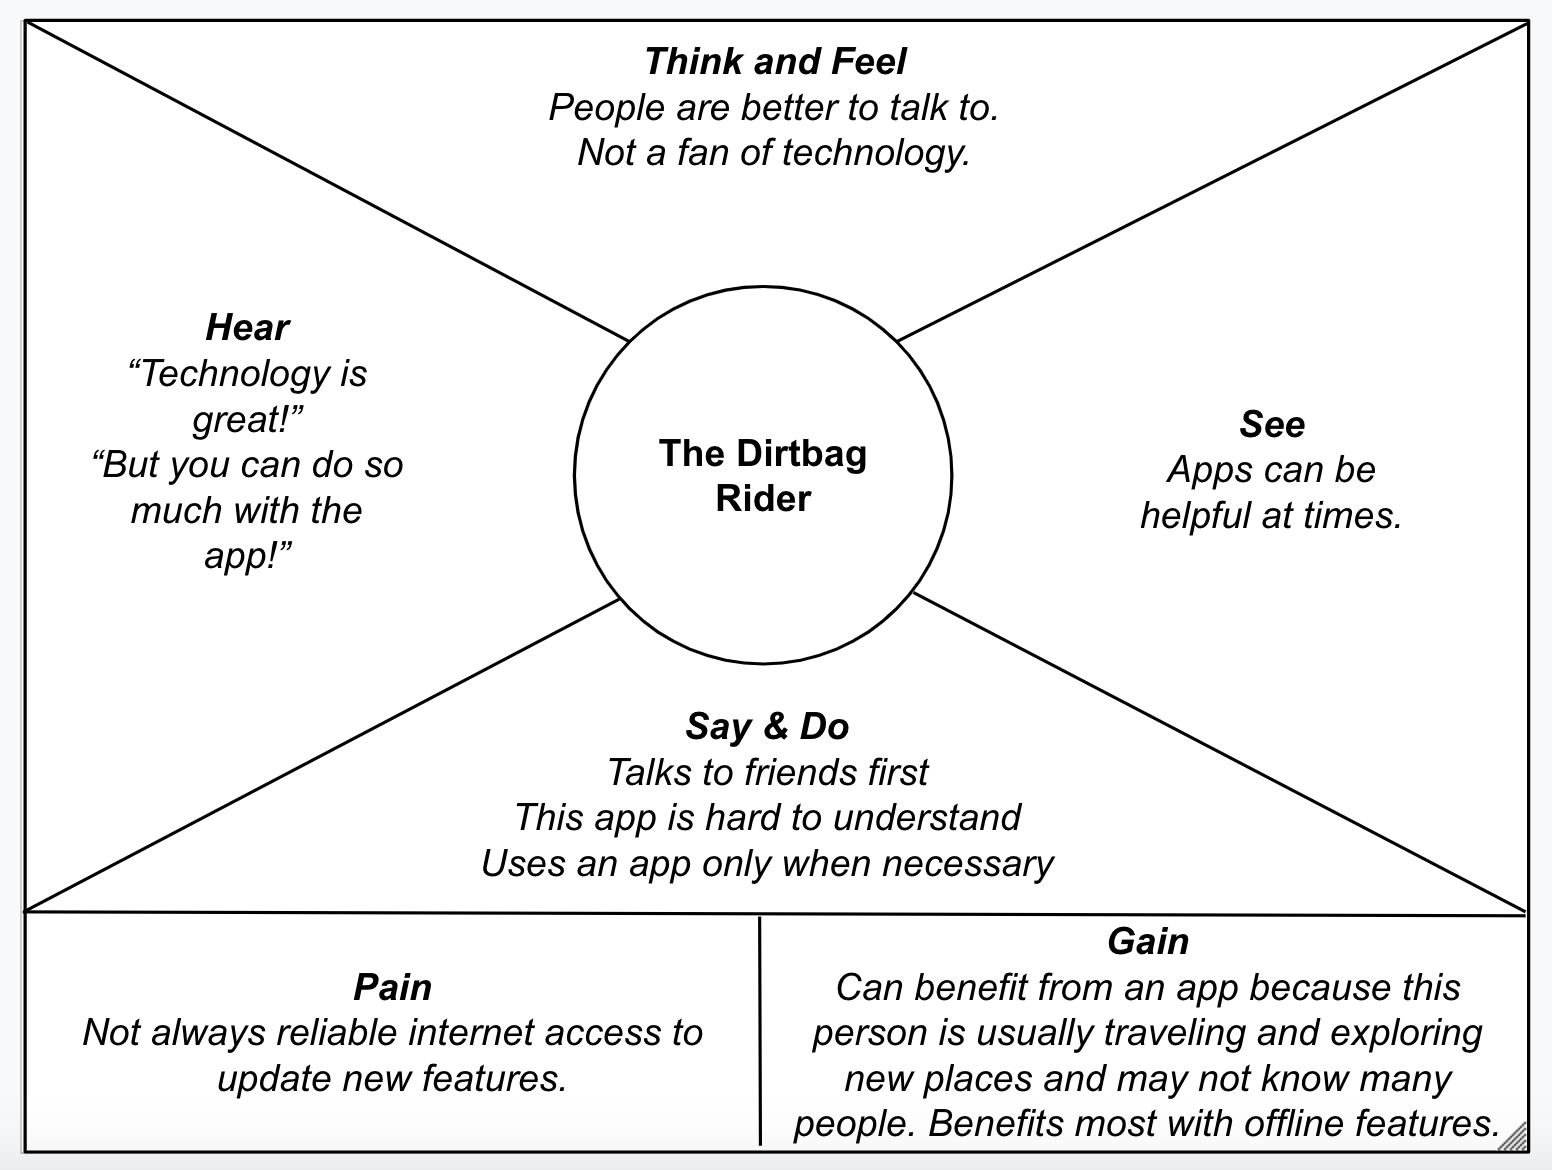 Think and Feel
People are better to talk to.
Not a fan of technology.
Hear
“Technology is
great!”
“But you can do so
much with the
app!”
The Dirtbag
Rider
See
Apps can be
helpful at times.
Say & Do
Talks to friends first
This app is hard to understand
Uses an app only when necessary
Pain
Not always reliable internet access to
update new features.
Gain
Can benefit from an app because this
person is usually traveling and exploring
new places and may not know many
people. Benefits most with offline features.